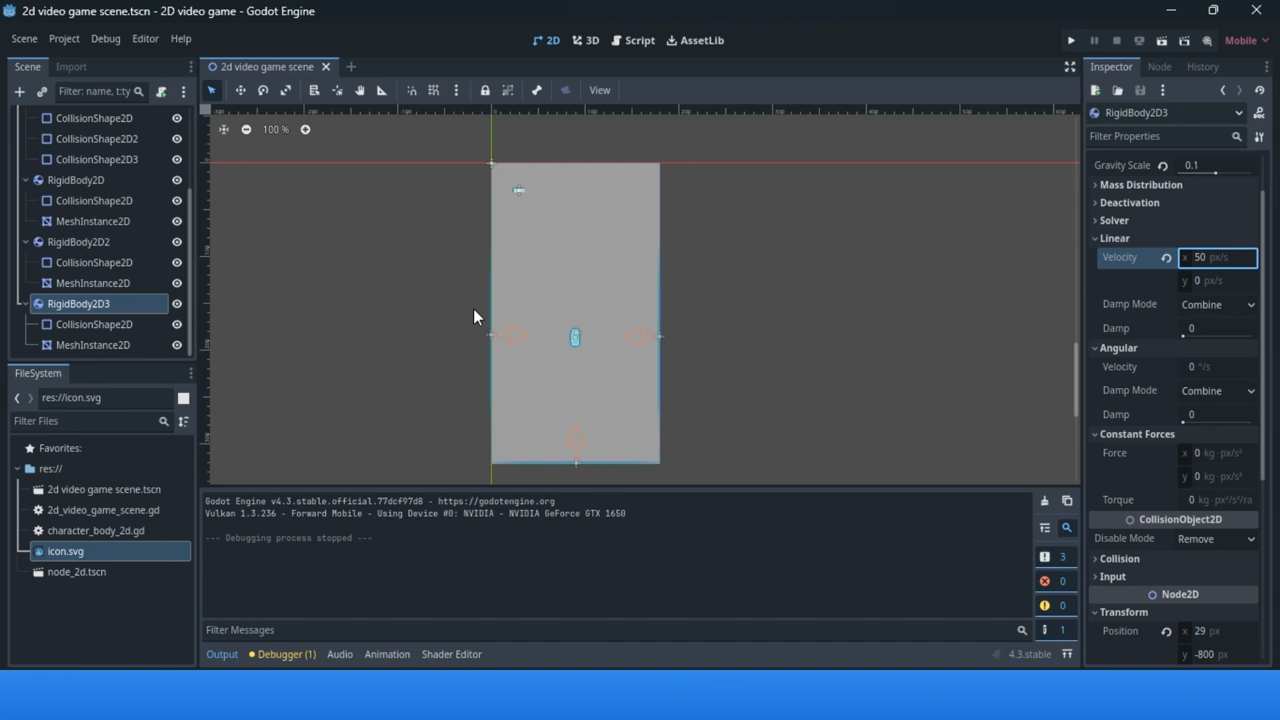 2d video game scene.tscn - 2D video game - Godot Engine
Scene Project Debug Editor Help
2D 3D Script AssetLib
Mobile
Scene Import
2d video game scene
Inspector Node History
Filter: name, t:ty
View
RigidBody2D3
Filter Properties
100 %
CollisionShape2D
CollisionShape2D2
CollisionShape2D3
RigidBody2D
CollisionShape2D
MeshInstance2D
RigidBody2D2
CollisionShape2D
MeshInstance2D
RigidBody2D3
CollisionShape2D
MeshInstance2D
FileSystem
res://icon.svg
Filter Files
Favorites:
res://
2d video game scene.tscn
2d_video_game_scene.gd
character_body_2d.gd
icon.svg
node_2d.tscn
Godot Engine v4.3.stable.official.77dcf97d8 - https://godotengine.org
Vulkan 1.3.236 - Forward Mobile - Using Device #0: NVIDIA - NVIDIA GeForce GTX 1650
--- Debugging process stopped ---
3
0
0
1
Filter Messages
Output Debugger (1) Audio Animation Shader Editor
4.3.stable
Gravity Scale 0.1
Mass Distribution
Deactivation
Solver
Linear
Velocity x 50 px/s
y 0 px/s
Damp Mode Combine
Damp 0
Angular
Velocity 0 °/s
Damp Mode Combine
Damp 0
Constant Forces
Force x 0 kg·px/s²
y 0 kg·px/s²
Torque 0 kg·px²/s²/ra
CollisionObject2D
Disable Mode Remove
Collision
Input
Node2D
Transform
Position x 29 px
y -800 px